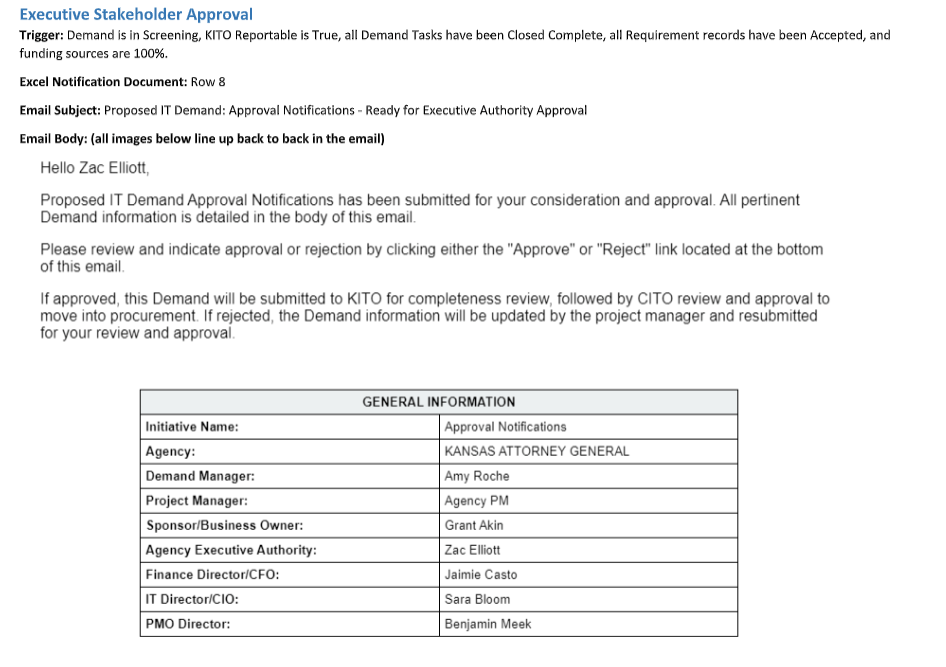 Executive Stakeholder Approval
Trigger: Demand is in Screening, KITO Reportable is True, all Demand Tasks have been Closed Complete, all Requirement records have been Accepted, and
funding sources are 100%.
Excel Notification Document: Row 8
Email Subject: Proposed IT Demand: Approval Notifications - Ready for Executive Authority Approval
Email Body: (all images below line up back to back in the email)
Hello Zac Elliott,
Proposed IT Demand Approval Notifications has been submitted for your consideration and approval. All pertinent
Demand information is detailed in the body of this email.
Please review and indicate approval or rejection by clicking either the "Approve" or "Reject" link located at the bottom
of this email.
If approved, this Demand will be submitted to KITO for completeness review, followed by CITO review and approval to
move into procurement. If rejected, the Demand information will be updated by the project manager and resubmitted
for your review and approval.
GENERAL INFORMATION
Initiative Name: Approval Notifications
Agency: KANSAS ATTORNEY GENERAL
Demand Manager: Amy Roche
Project Manager: Agency PM
Sponsor/Business Owner: Grant Akin
Agency Executive Authority: Zac Elliott
Finance Director/CFO: Jaimie Casto
IT Director/CIO: Sara Bloom
PMO Director: Benjamin Meek